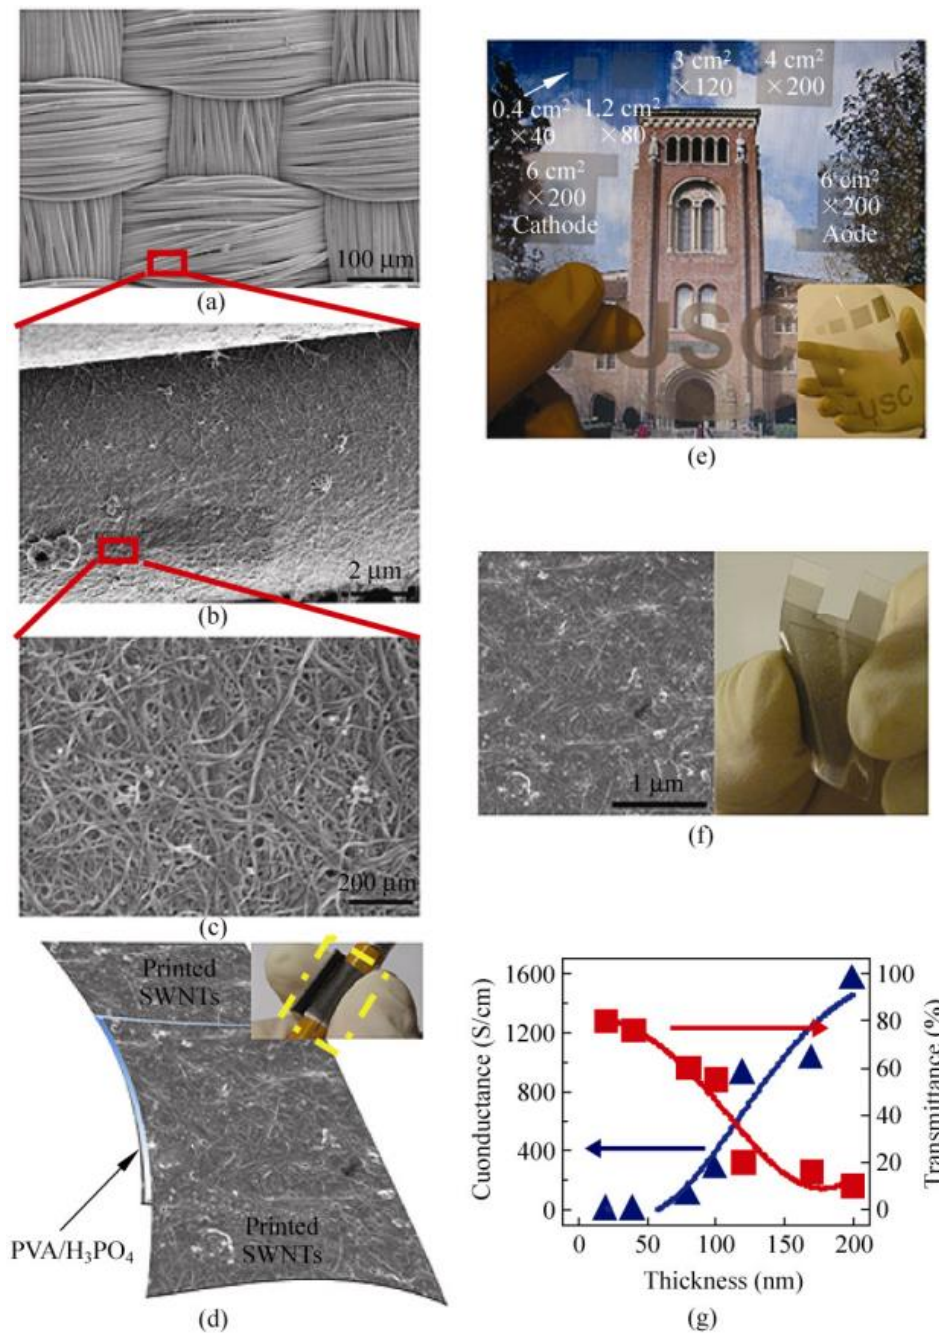 100 μm
(a)
2 μm
(b)
200 μm
(c)
Printed
SWNTs
Printed
SWNTs
PVA/H₃PO₄
(d)
0.4 cm²
×40
1.2 cm²
×80
3 cm²
×120
4 cm²
×200
6 cm²
×200
Cathode
6 cm²
×200
Aode
USC
USC
(e)
1 μm
(f)
Cuonductance (S/cm)
1600
1200
800
400
0
100
80
60
40
20
0
Transmittance (%)
0 50 100 150 200
Thickness (nm)
(g)